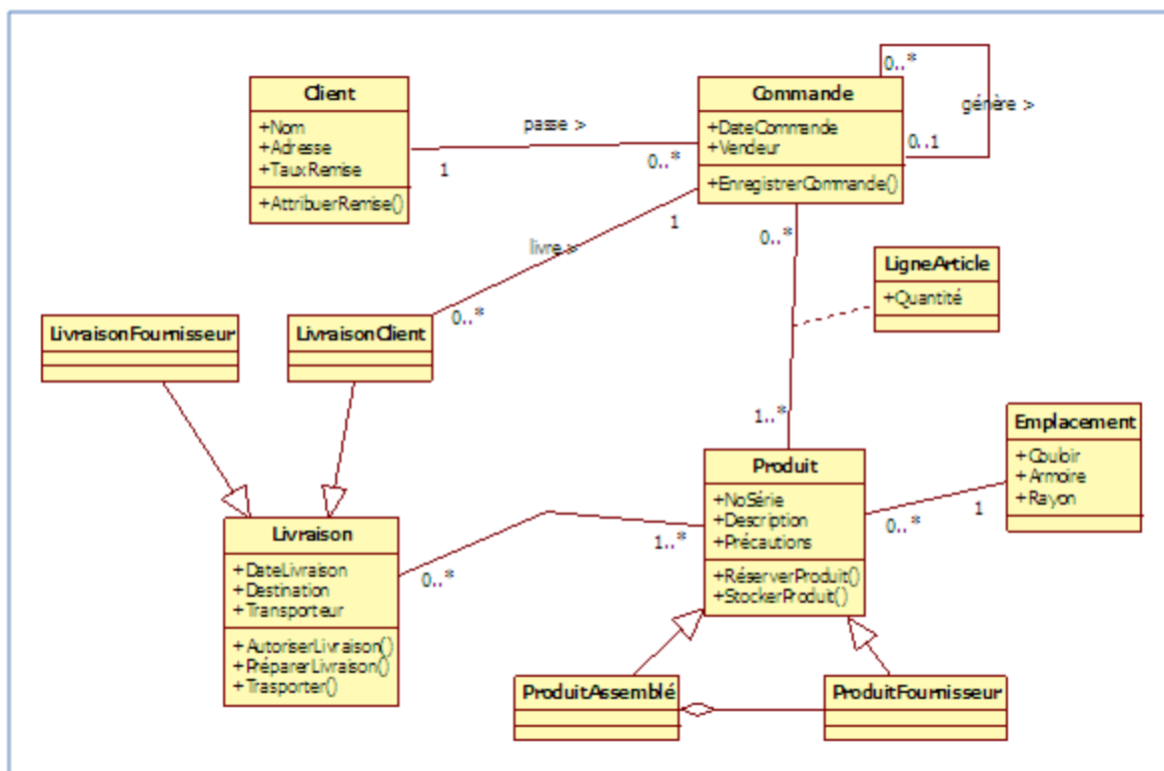 Client
+Nom
+Adresse
+TauxRemise
+AttribuerRemise()
passe >
1
0..*
Commande
+DateCommande
+Vendeur
+EnregistrerCommande()
0..*
génère >
0..1
livre >
1
0..*
0..*
LigneArticle
+Quantité
LivraisonFournisseur
LivraisonClient
1..*
Emplacement
+Couloir
+Armoire
+Rayon
Produit
+NoSérie
+Description
+Précautions
+RéserverProduit()
+StockerProduit()
0..*
1
Livraison
+DateLivraison
+Destination
+Transporteur
+AutoriserLivraison()
+PréparerLivraison()
+Trasporter()
0..*
1..*
ProduitAssemblé
ProduitFournisseur